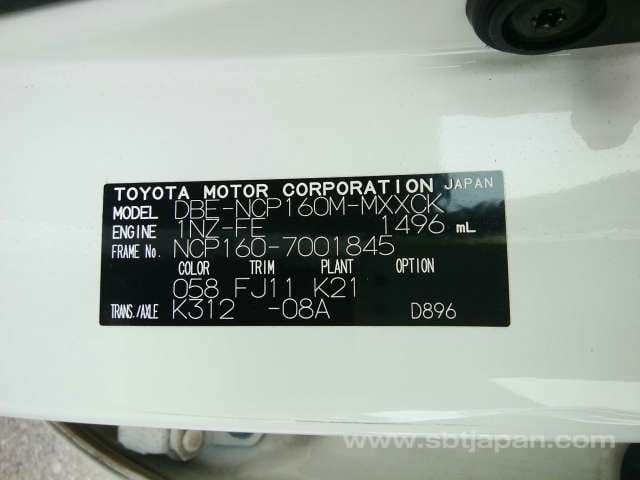 TOYOTA MOTOR CORPORATION JAPAN
MODEL DBE-NCP160M-MXXCK
ENGINE 1NZ-FE 1496 mL
FRAME No. NCP160-7001845
COLOR TRIM PLANT OPTION
058 FJ11 K21
TRANS./AXLE K312 -08A D896
www.sbtjapan.com